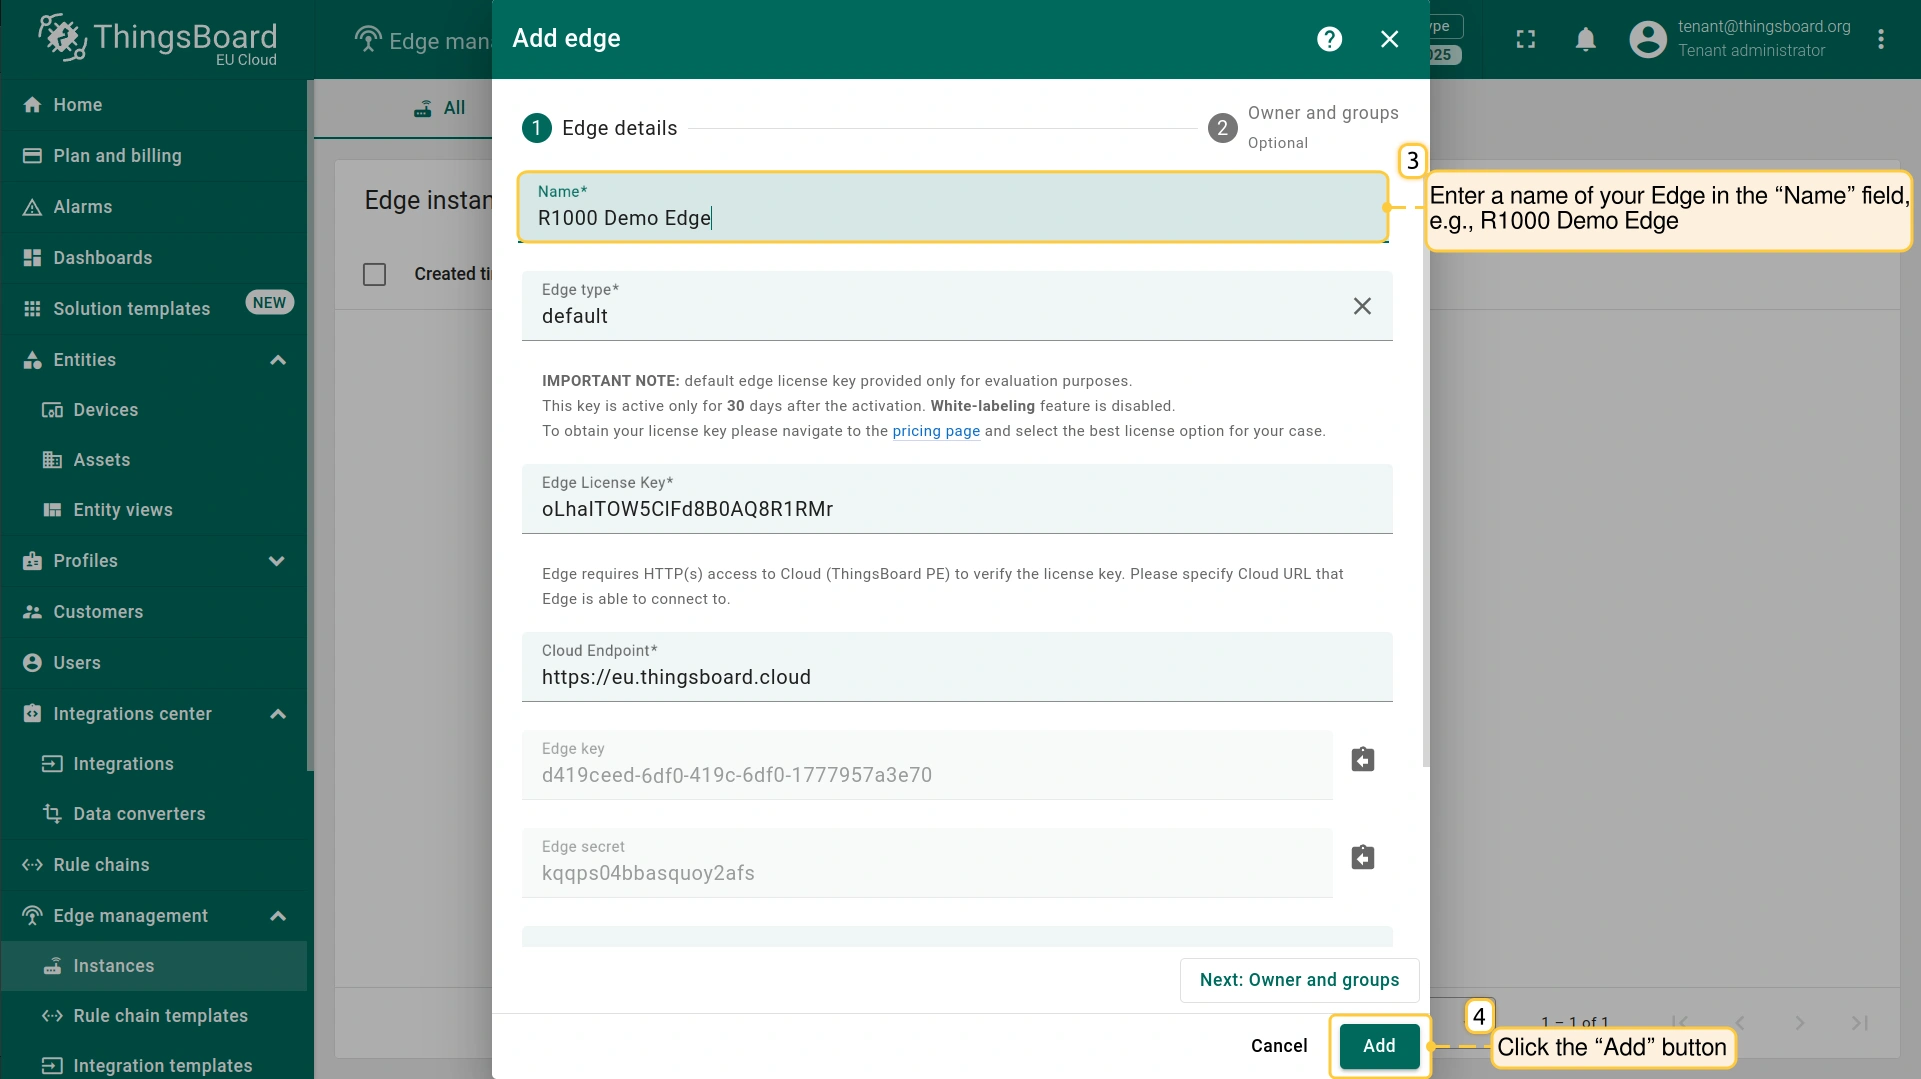 ThingsBoard
EU Cloud
Home
Plan and billing
Alarms
Dashboards
Solution templates
NEW
Entities
Devices
Assets
Entity views
Profiles
Customers
Users
Integrations center
Integrations
Data converters
Rule chains
Edge management
Instances
Rule chain templates
Integration templates
Edge man
All
Edge instan
Created ti
tenant@thingsboard.org
Tenant administrator
1 – 1 of 1
Add edge
?
1 Edge details
2 Owner and groups
Optional
Name*
R1000 Demo Edge
3
Enter a name of your Edge in the “Name” field,
e.g., R1000 Demo Edge
Edge type*
default
IMPORTANT NOTE: default edge license key provided only for evaluation purposes.
This key is active only for 30 days after the activation. White-labeling feature is disabled.
To obtain your license key please navigate to the pricing page and select the best license option for your case.
Edge License Key*
oLhaITOW5CIFd8B0AQ8R1RMr
Edge requires HTTP(s) access to Cloud (ThingsBoard PE) to verify the license key. Please specify Cloud URL that
Edge is able to connect to.
Cloud Endpoint*
https://eu.thingsboard.cloud
Edge key
d419ceed-6df0-419c-6df0-1777957a3e70
Edge secret
kqqps04bbasquoy2afs
Next: Owner and groups
Cancel
Add
4
Click the “Add” button